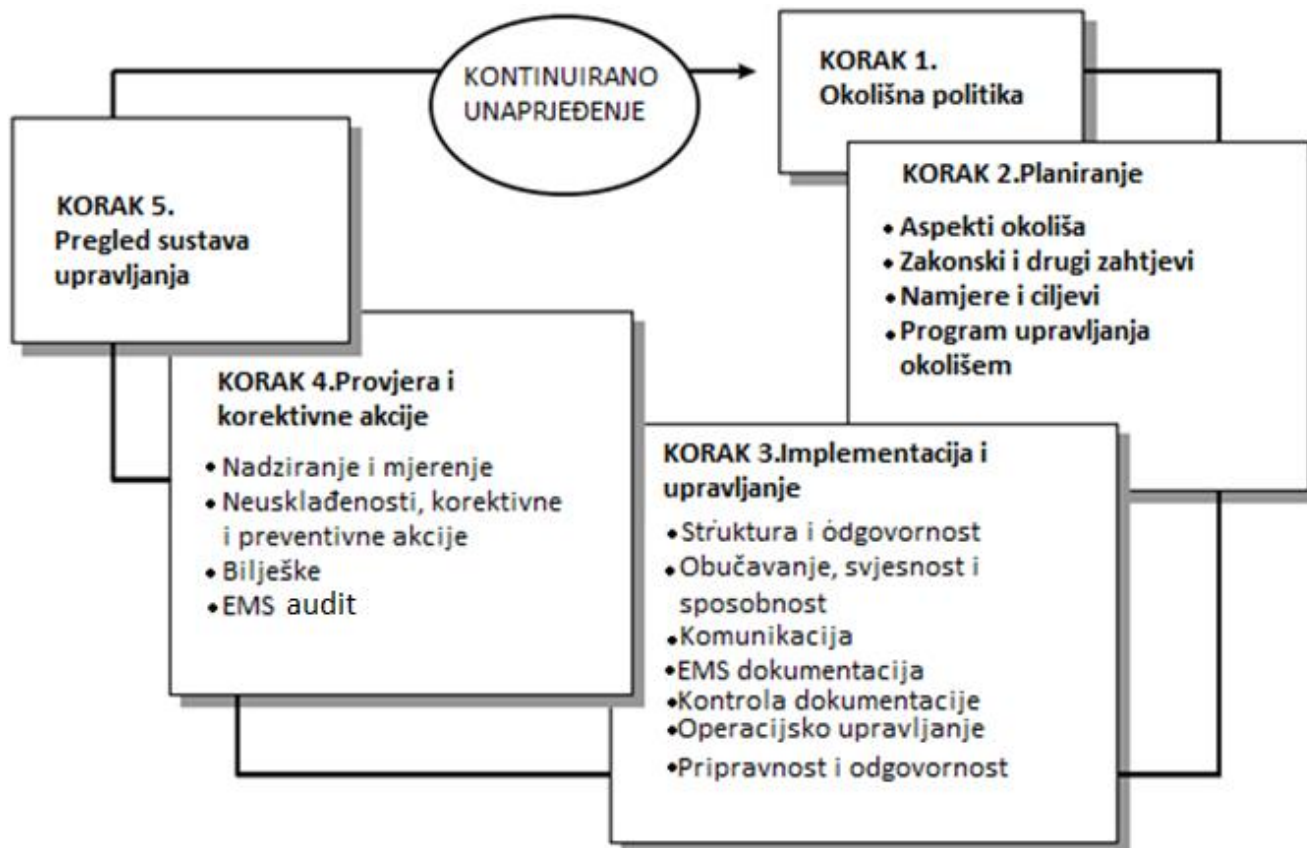 KONTINUIRANO
UNAPRJEĐENJE
KORAK 1.
Okolišna politika
KORAK 2.Planiranje
• Aspekti okoliša
• Zakonski i drugi zahtjevi
• Namjere i ciljevi
• Program upravljanja
okolišem
KORAK 3.Implementacija i
upravljanje
• Struktura i odgovornost
• Obučavanje, svjesnost i
sposobnost
• Komunikacija
• EMS dokumentacija
• Kontrola dokumentacije
• Operacijsko upravljanje
• Pripravnost i odgovornost
KORAK 4.Provjera i
korektivne akcije
• Nadziranje i mjerenje
• Neusklađenosti, korektivne
i preventivne akcije
• Bilješke
• EMS audit
KORAK 5.
Pregled sustava
upravljanja